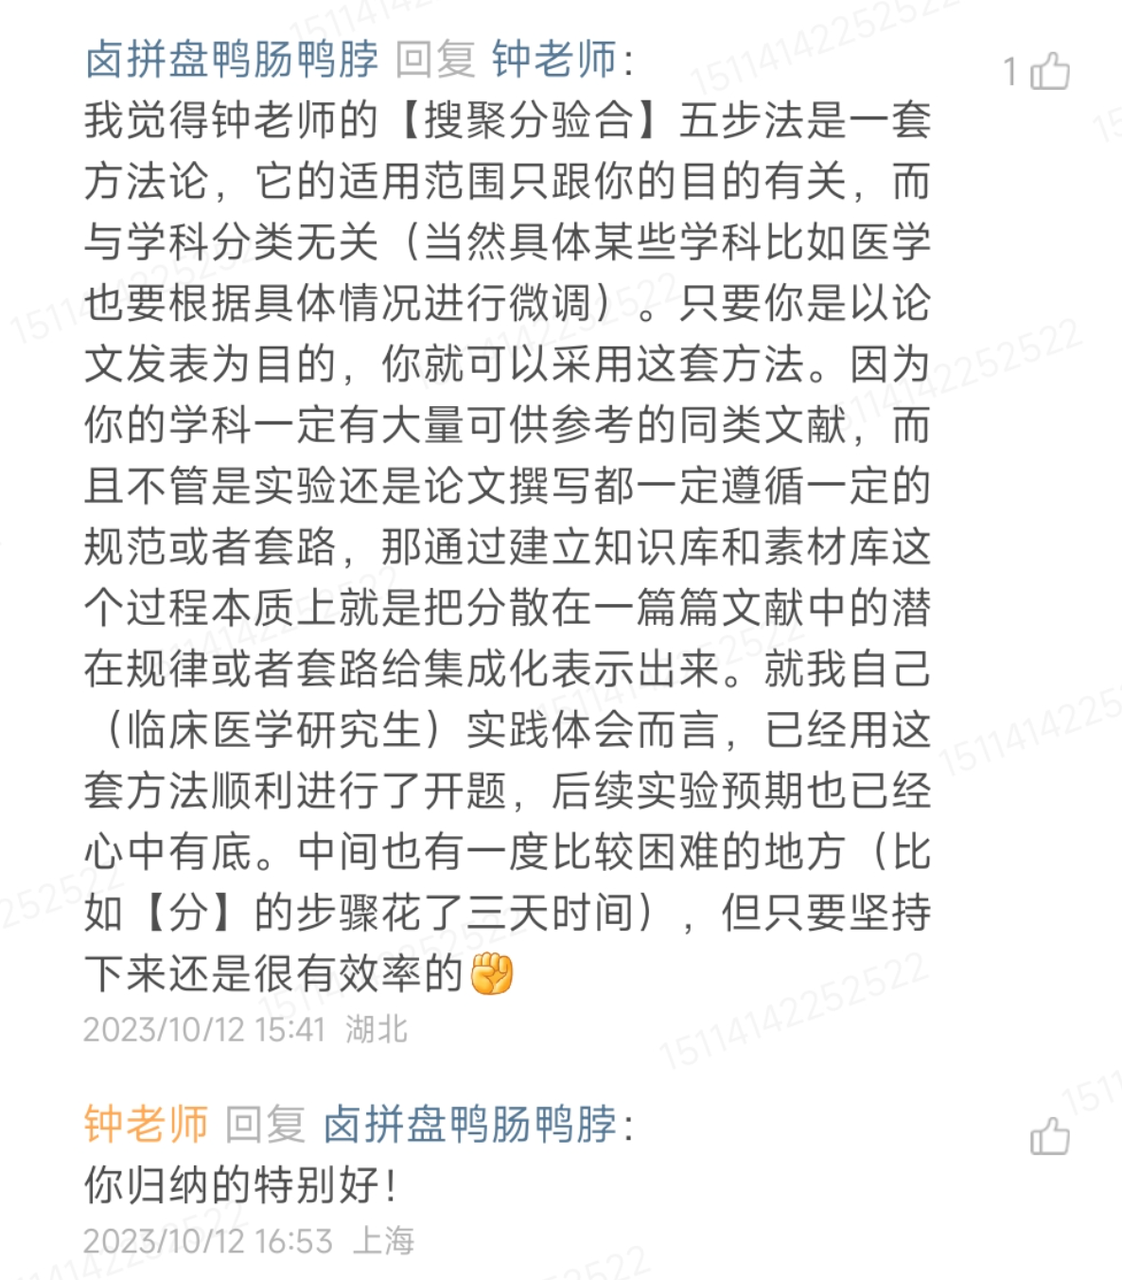 卤拼盘鸭肠鸭脖 回复 钟老师:
1
我觉得钟老师的【搜聚分验合】五步法是一套
方法论，它的适用范围只跟你的目的有关，而
与学科分类无关（当然具体某些学科比如医学
也要根据具体情况进行微调）。只要你是以论
文发表为目的，你就可以采用这套方法。因为
你的学科一定有大量可供参考的同类文献，而
且不管是实验还是论文撰写都一定遵循一定的
规范或者套路，那通过建立知识库和素材库这
个过程本质上就是把分散在一篇篇文献中的潜
在规律或者套路给集成化表示出来。就我自己
（临床医学研究生）实践体会而言，已经用这
套方法顺利进行了开题，后续实验预期也已经
心中有底。中间也有一度比较困难的地方（比
如【分】的步骤花了三天时间），但只要坚持
下来还是很有效率的✊
2023/10/12 15:41 湖北
钟老师 回复 卤拼盘鸭肠鸭脖:
你归纳的特别好！
2023/10/12 16:53 上海
15114142252522